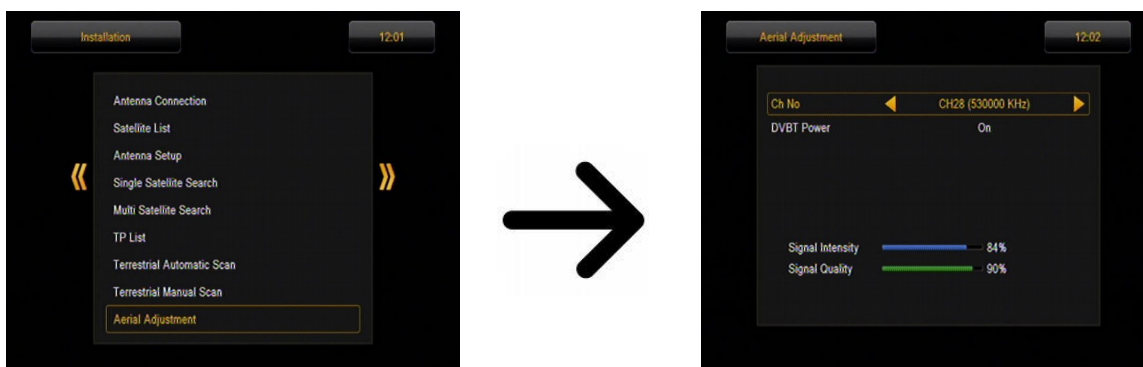 Installation
12:01
Antenna Connection
Satellite List
Antenna Setup
Single Satellite Search
Multi Satellite Search
TP List
Terrestrial Automatic Scan
Terrestrial Manual Scan
Aerial Adjustment
Aerial Adjustment
12:02
Ch No CH28 (530000 KHz)
DVBT Power On
Signal Intensity 84%
Signal Quality 90%